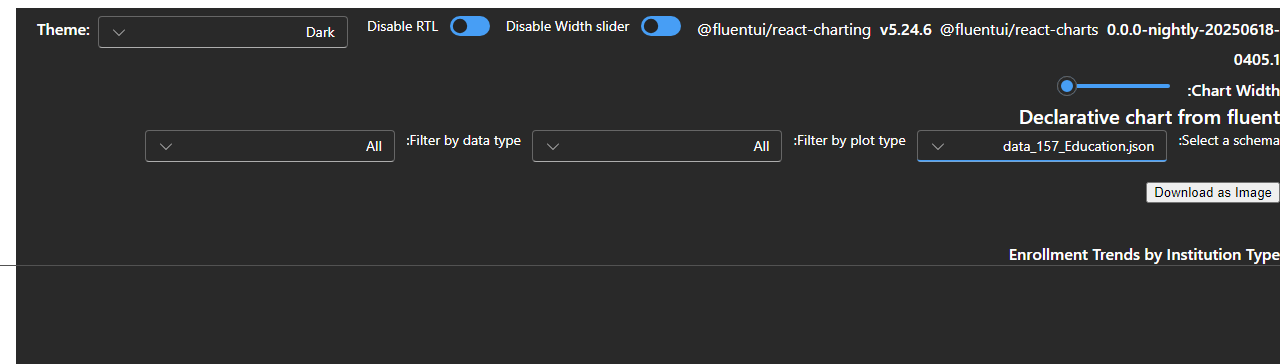 Theme: Dark Disable RTL Disable Width slider @fluentui/react-charting v5.24.6 @fluentui/react-charts 0.0.0-nightly-20250618-
0405.1
:Chart Width
Declarative chart from fluent
All :Filter by data type All :Filter by plot type data_157_Education.json :Select a schema
Download as Image
Enrollment Trends by Institution Type